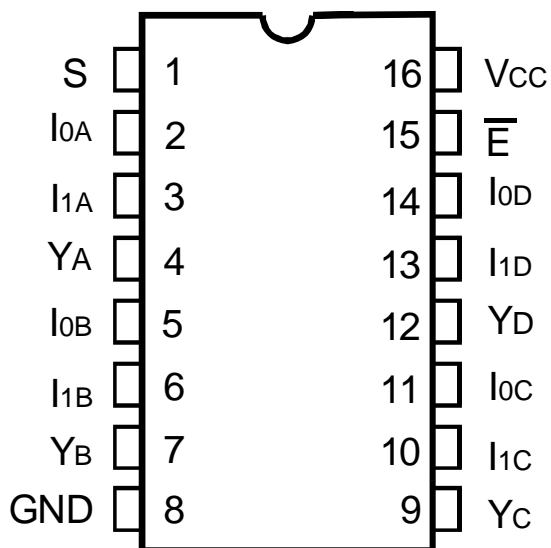 S 1 16 VCC
I0A 2 15 E̅
I1A 3 14 I0D
YA 4 13 I1D
I0B 5 12 YD
I1B 6 11 I0C
YB 7 10 I1C
GND 8 9 YC